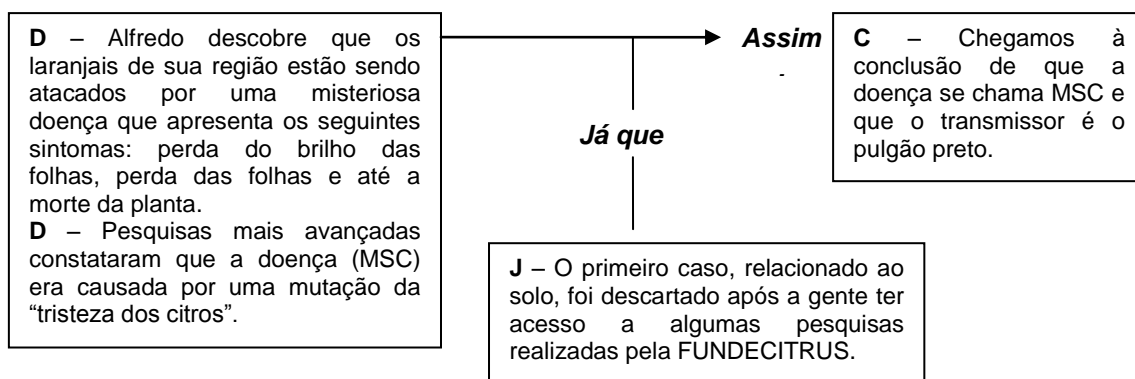 D – Alfredo descobre que os
laranjais de sua região estão sendo
atacados por uma misteriosa
doença que apresenta os seguintes
sintomas: perda do brilho das
folhas, perda das folhas e até a
morte da planta.
D – Pesquisas mais avançadas
constataram que a doença (MSC)
era causada por uma mutação da
“tristeza dos citros”.
Assim
-
Já que
C – Chegamos à
conclusão de que a
doença se chama MSC e
que o transmissor é o
pulgão preto.
J – O primeiro caso, relacionado ao
solo, foi descartado após a gente ter
acesso a algumas pesquisas
realizadas pela FUNDECITRUS.